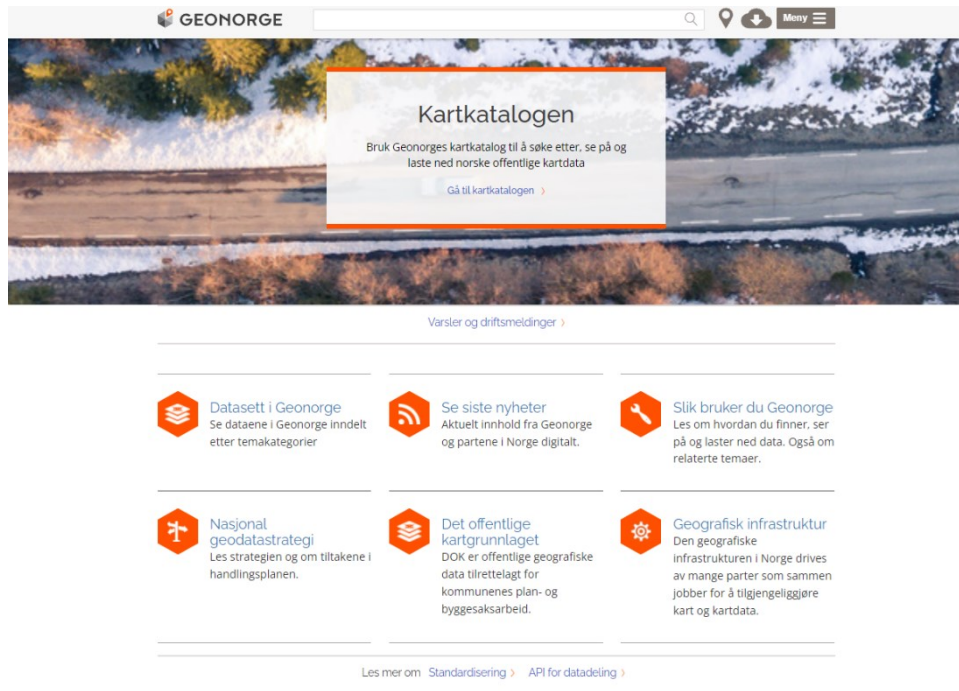 GEONORGE
Meny
Kartkatalogen
Bruk Geonorges kartkatalog til å søke etter, se på og
laste ned norske offentlige kartdata
Gå til kartkatalogen
Varsler og driftsmeldinger
Datasett i Geonorge
Se dataene i Geonorge inndelt
etter temakategorier
Se siste nyheter
Aktuelt innhold fra Geonorge
og partene i Norge digitalt.
Slik bruker du Geonorge
Les om hvordan du finner, ser
på og laster ned data. Også om
relaterte temaer.
Nasjonal
geodatastrategi
Les strategien og om tiltakene i
handlingsplanen.
Det offentlige
kartgrunnlaget
DOK er offentlige geografiske
data tilrettelagt for
kommunenes plan- og
byggesaksarbeid.
Geografisk infrastruktur
Den geografiske
infrastrukturen i Norge drives
av mange parter som sammen
jobber for å tilgjengeliggjøre
kart og kartdata.
Les mer om Standardisering API for datadeling